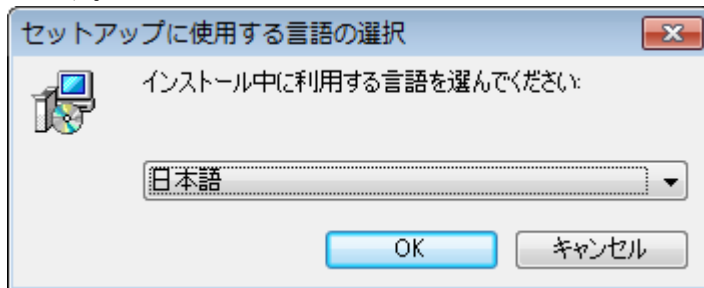 セットアップに使用する言語の選択
インストール中に利用する言語を選んでください:
日本語
OK
キャンセル